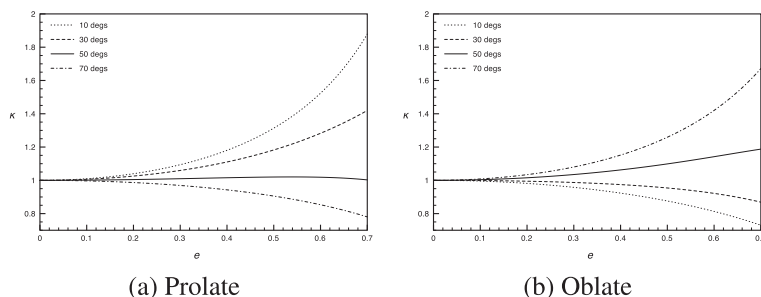 2
1.8
1.6
1.4
κ
1.2
1
0.8
10 degs
30 degs
50 degs
70 degs
0 0.1 0.2 0.3 0.4 0.5 0.6 0.7
e
(a) Prolate
2
1.8
1.6
1.4
κ
1.2
1
0.8
10 degs
30 degs
50 degs
70 degs
0 0.1 0.2 0.3 0.4 0.5 0.6
e
(b) Oblate